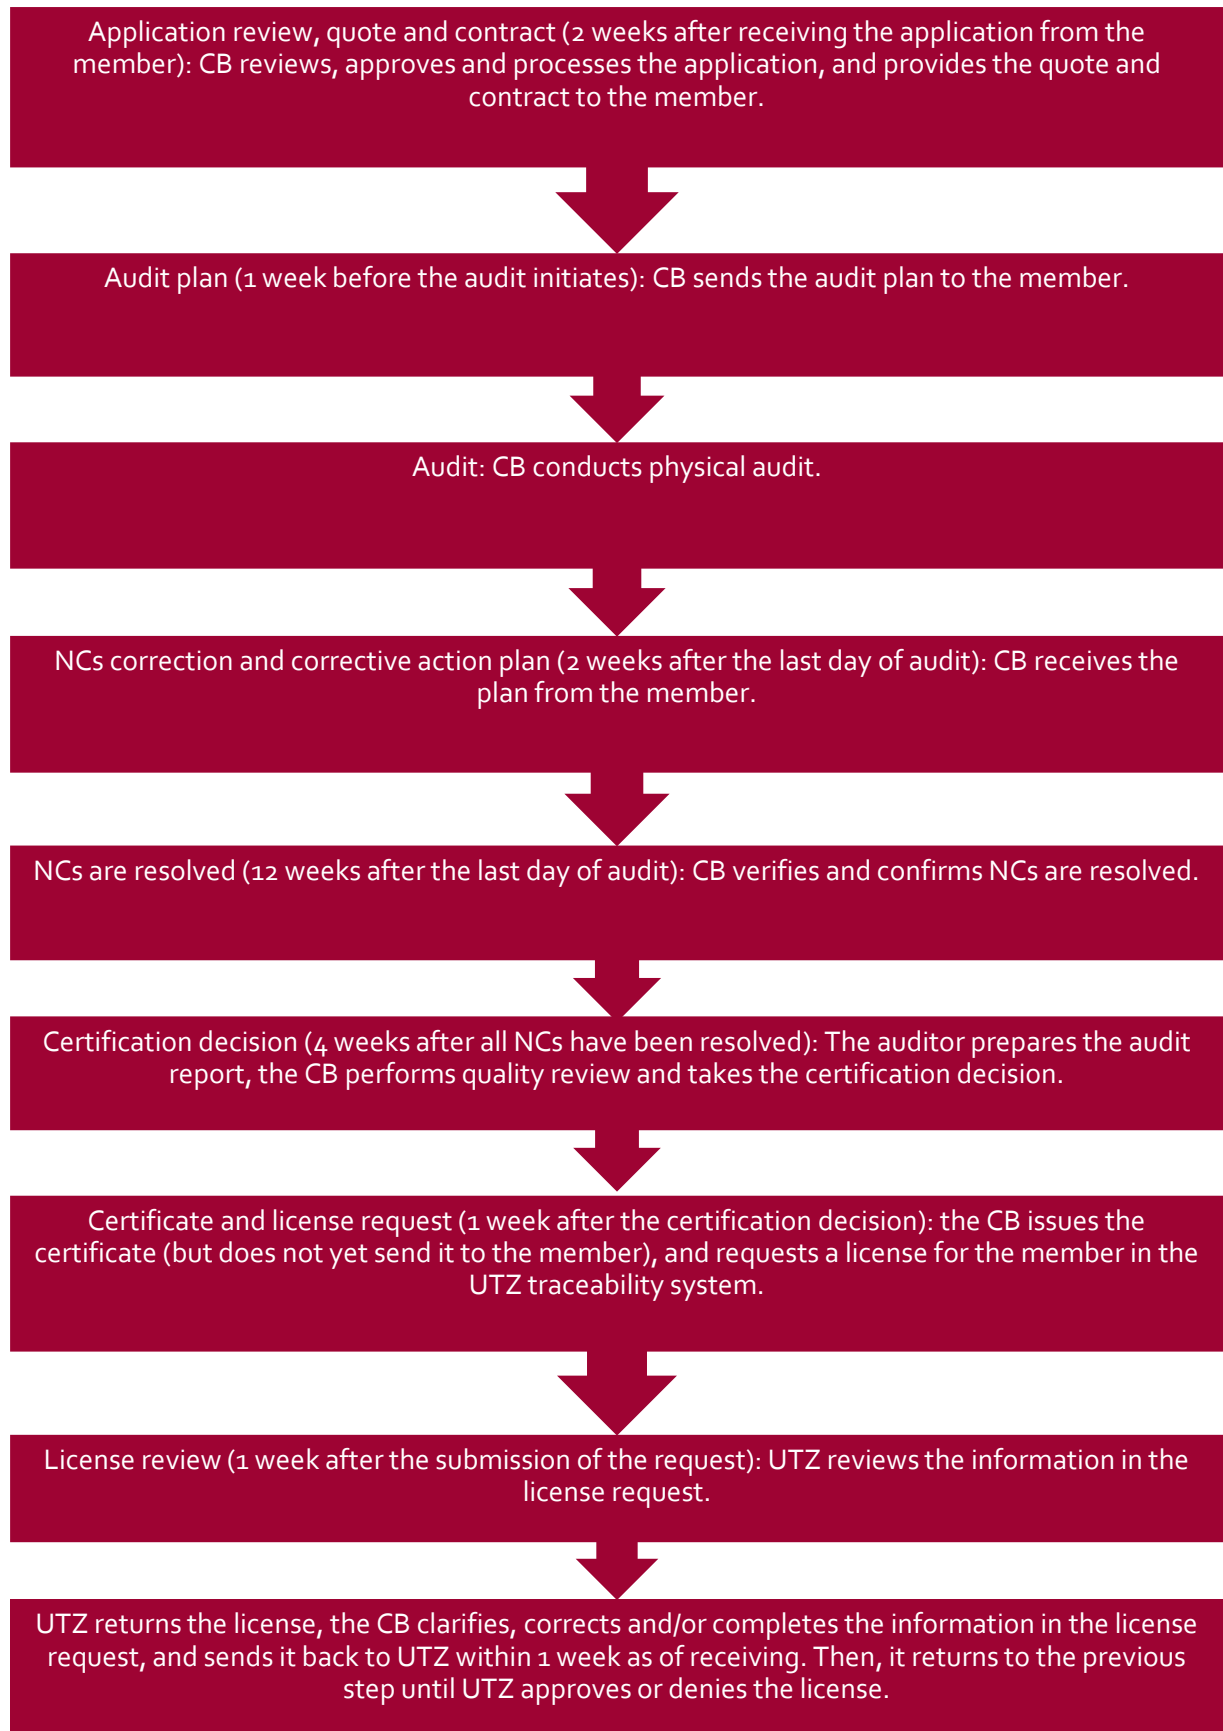 Application review, quote and contract (2 weeks after receiving the application from the
member): CB reviews, approves and processes the application, and provides the quote and
contract to the member.
Audit plan (1 week before the audit initiates): CB sends the audit plan to the member.
Audit: CB conducts physical audit.
NCs correction and corrective action plan (2 weeks after the last day of audit): CB receives the
plan from the member.
NCs are resolved (12 weeks after the last day of audit): CB verifies and confirms NCs are resolved.
Certification decision (4 weeks after all NCs have been resolved): The auditor prepares the audit
report, the CB performs quality review and takes the certification decision.
Certificate and license request (1 week after the certification decision): the CB issues the
certificate (but does not yet send it to the member), and requests a license for the member in the
UTZ traceability system.
License review (1 week after the submission of the request): UTZ reviews the information in the
license request.
UTZ returns the license, the CB clarifies, corrects and/or completes the information in the license
request, and sends it back to UTZ within 1 week as of receiving. Then, it returns to the previous
step until UTZ approves or denies the license.